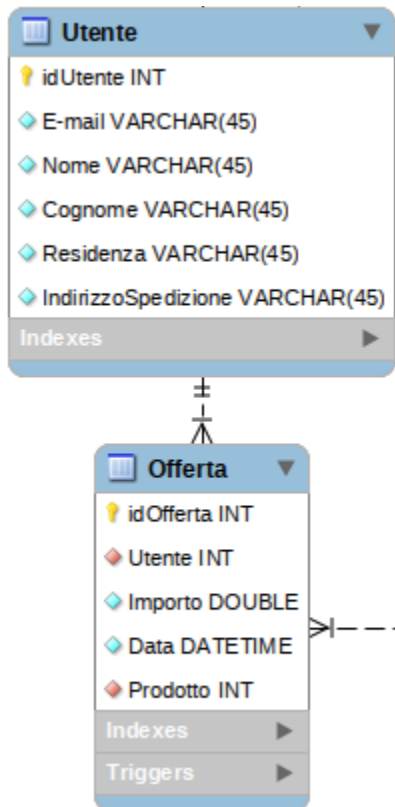 Utente
idUtente INT
E-mail VARCHAR(45)
Nome VARCHAR(45)
Cognome VARCHAR(45)
Residenza VARCHAR(45)
IndirizzoSpedizione VARCHAR(45)
Indexes
Offerta
idOfferta INT
Utente INT
Importo DOUBLE
Data DATETIME
Prodotto INT
Indexes
Triggers